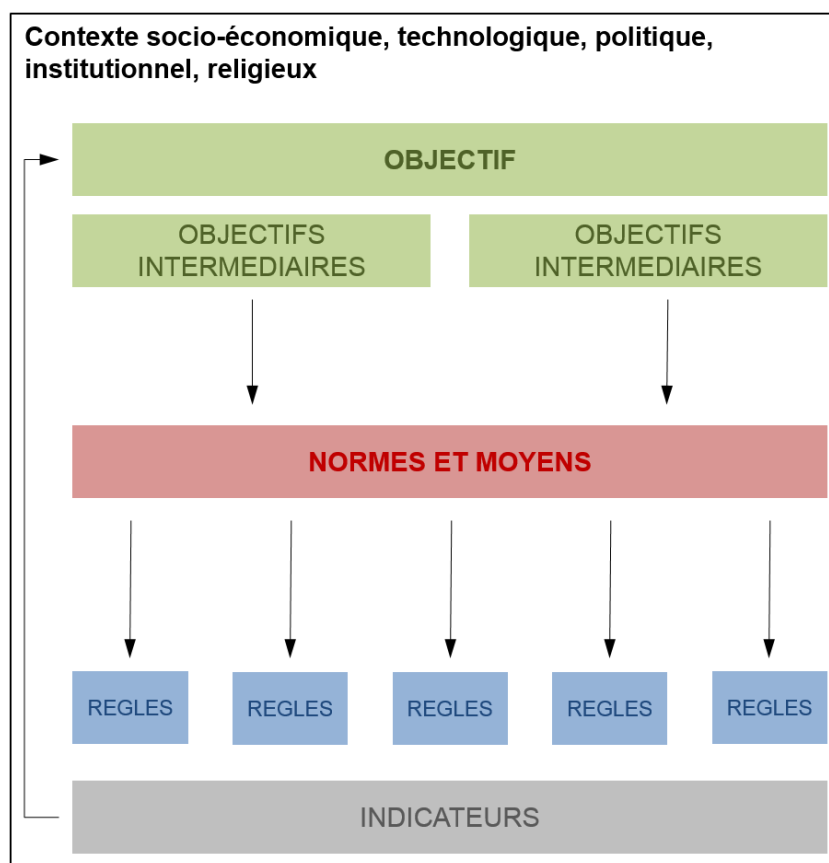 Contexte socio-économique, technologique, politique,
institutionnel, religieux
OBJECTIF
OBJECTIFS
INTERMEDIAIRES
OBJECTIFS
INTERMEDIAIRES
NORMES ET MOYENS
REGLES
REGLES
REGLES
REGLES
REGLES
INDICATEURS